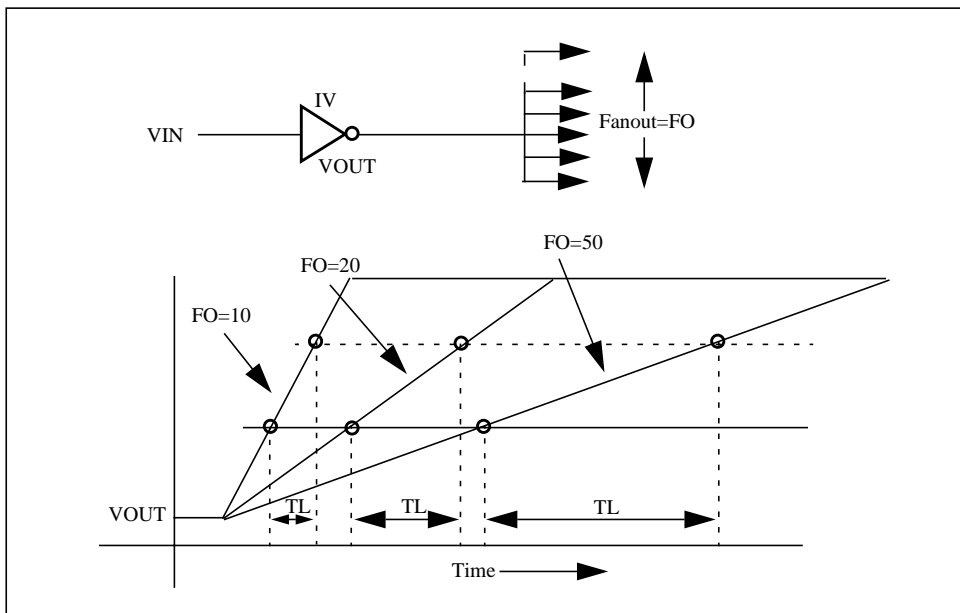 IV
VIN
VOUT
Fanout=FO
FO=50
FO=20
FO=10
TL
TL
TL
VOUT
Time